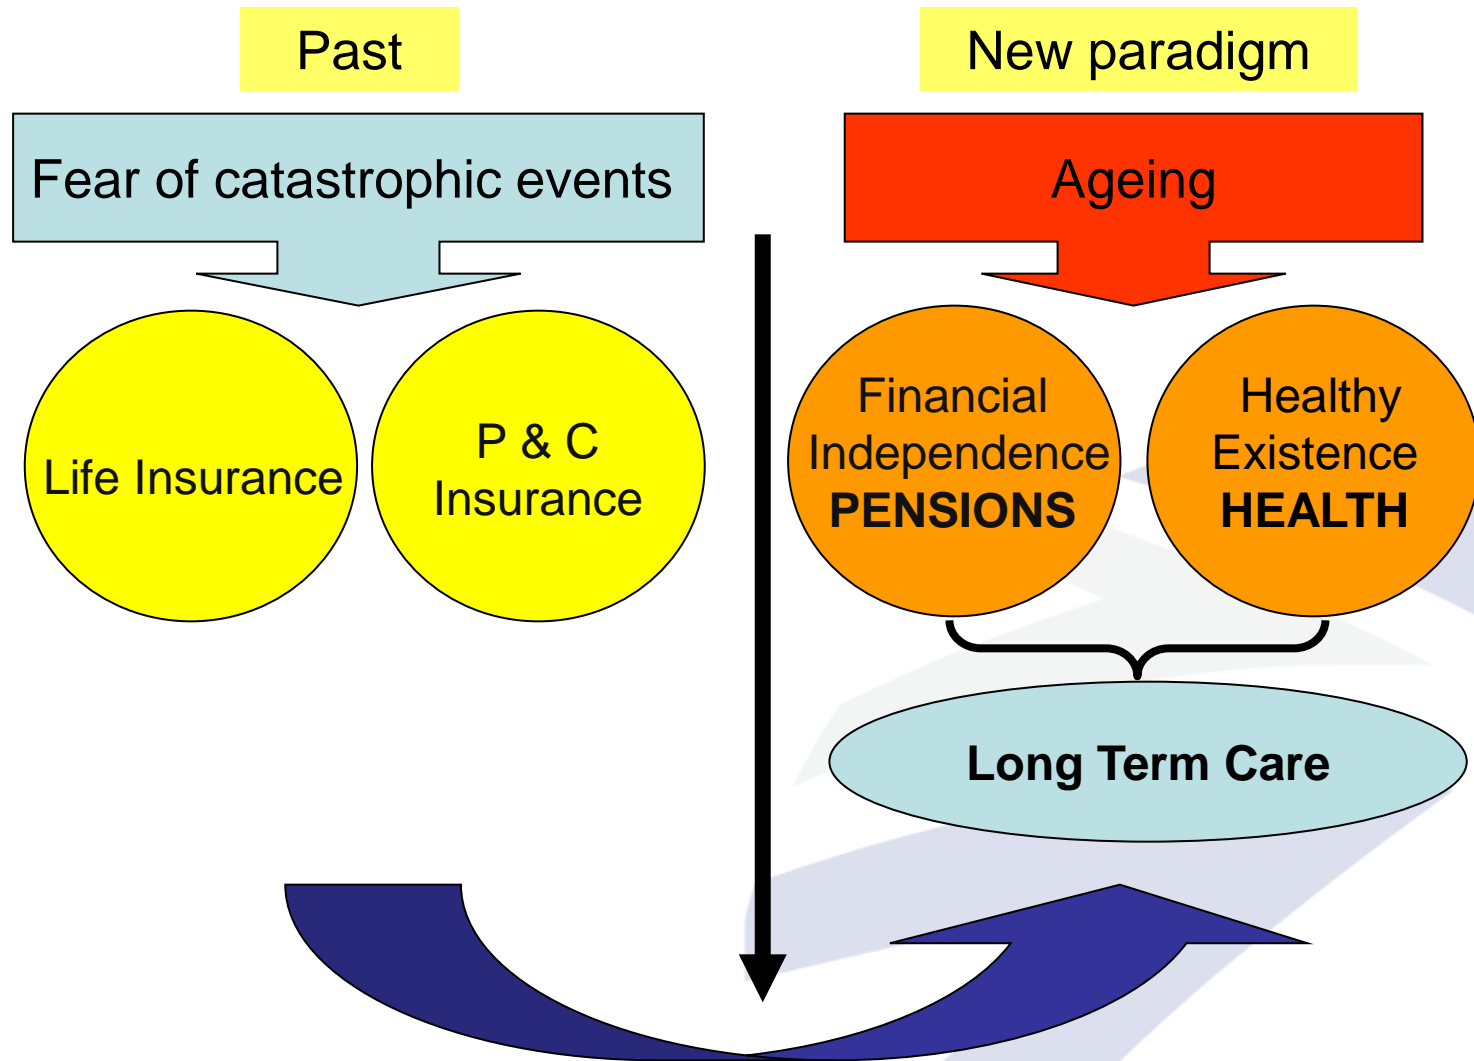 Past
New paradigm
Fear of catastrophic events
Ageing
Life Insurance
P & C
Insurance
Financial
Independence
PENSIONS
Healthy
Existence
HEALTH
Long Term Care